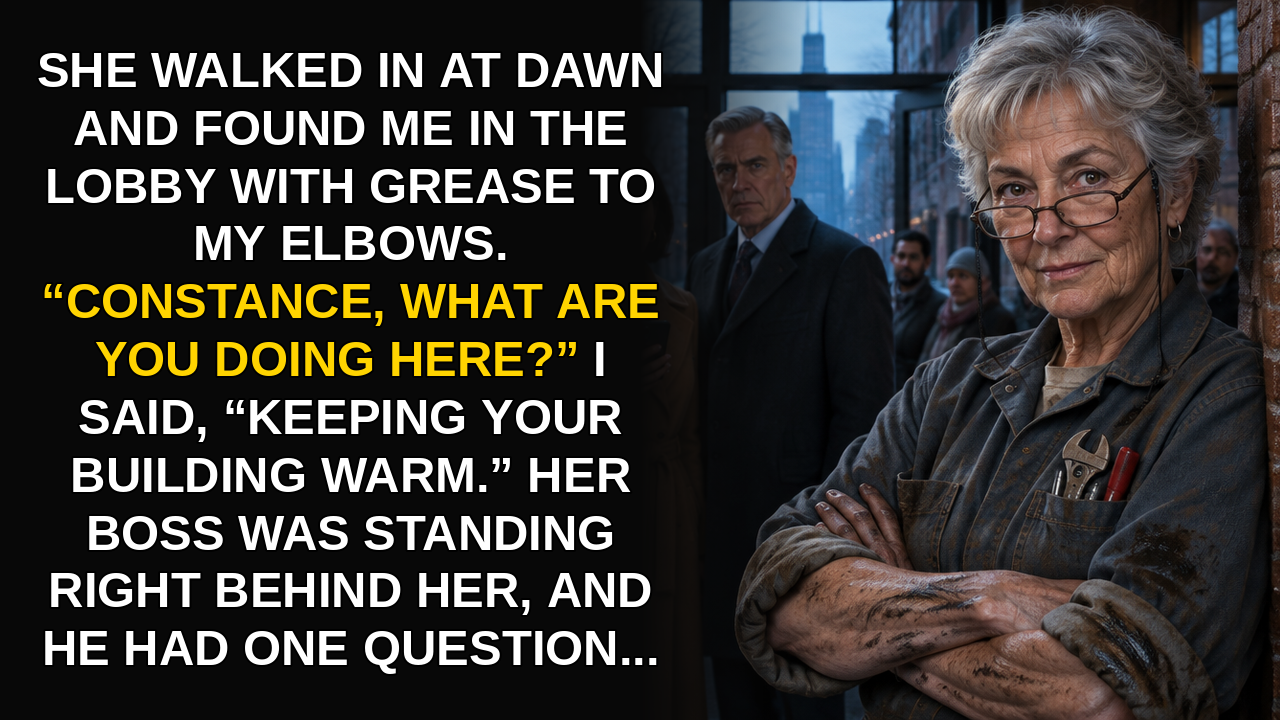 SHE WALKED IN AT DAWN
AND FOUND ME IN THE
LOBBY WITH GREASE TO
MY ELBOWS.
“CONSTANCE, WHAT ARE
YOU DOING HERE?” I
SAID, “KEEPING YOUR
BUILDING WARM.” HER
BOSS WAS STANDING
RIGHT BEHIND HER, AND
HE HAD ONE QUESTION...